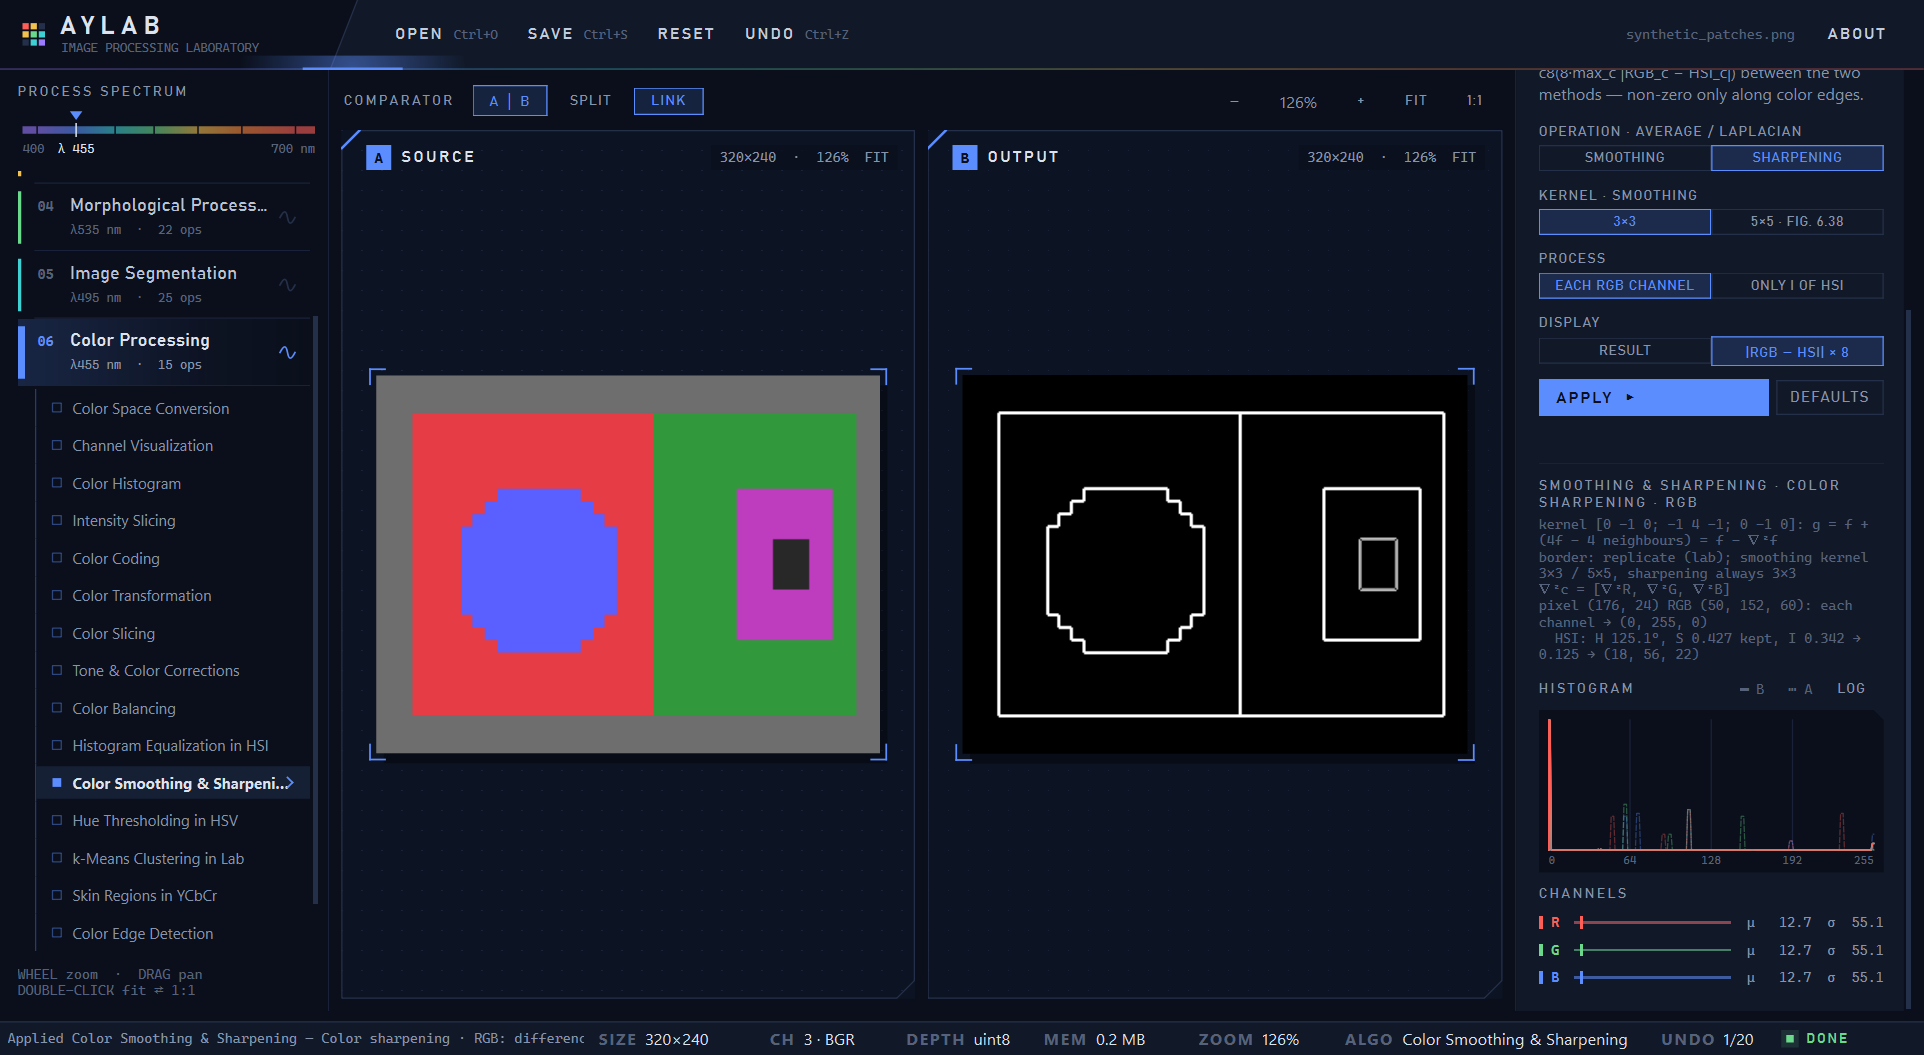 AYLAB
IMAGE PROCESSING LABORATORY
OPEN Ctrl+O SAVE Ctrl+S RESET UNDO Ctrl+Z
synthetic_patches.png ABOUT
PROCESS SPECTRUM
400 λ 455 700 nm
04 Morphological Process…
λ535 nm · 22 ops
05 Image Segmentation
λ495 nm · 25 ops
06 Color Processing
λ455 nm · 15 ops
Color Space Conversion
Channel Visualization
Color Histogram
Intensity Slicing
Color Coding
Color Transformation
Color Slicing
Tone & Color Corrections
Color Balancing
Histogram Equalization in HSI
Color Smoothing & Sharpeni…
Hue Thresholding in HSV
k-Means Clustering in Lab
Skin Regions in YCbCr
Color Edge Detection
WHEEL zoom · DRAG pan
DOUBLE-CLICK fit ⇄ 1:1
COMPARATOR A | B SPLIT LINK
− 126% + FIT 1:1
A SOURCE 320×240 · 126% FIT
B OUTPUT 320×240 · 126% FIT
c8(8·max_c |RGB_c − HSI_c|) between the two
methods — non-zero only along color edges.
OPERATION · AVERAGE / LAPLACIAN
SMOOTHING SHARPENING
KERNEL · SMOOTHING
3×3 5×5 · FIG. 6.38
PROCESS
EACH RGB CHANNEL ONLY I OF HSI
DISPLAY
RESULT |RGB − HSI| × 8
APPLY ▸ DEFAULTS
SMOOTHING & SHARPENING · COLOR
SHARPENING · RGB
kernel [0 −1 0; −1 4 −1; 0 −1 0]: g = f +
(4f − 4 neighbours) = f − ∇²f
border: replicate (lab); smoothing kernel
3×3 / 5×5, sharpening always 3×3
∇²c = [∇²R, ∇²G, ∇²B]
pixel (176, 24) RGB (50, 152, 60): each
channel → (0, 255, 0)
HSI: H 125.1°, S 0.427 kept, I 0.342 →
0.125 → (18, 56, 22)
HISTOGRAM B A LOG
0 64 128 192 255
CHANNELS
R μ 12.7 σ 55.1
G μ 12.7 σ 55.1
B μ 12.7 σ 55.1
Applied Color Smoothing & Sharpening — Color sharpening · RGB: differenc
SIZE 320×240 CH 3 · BGR DEPTH uint8 MEM 0.2 MB ZOOM 126% ALGO Color Smoothing & Sharpening UNDO 1/20 DONE